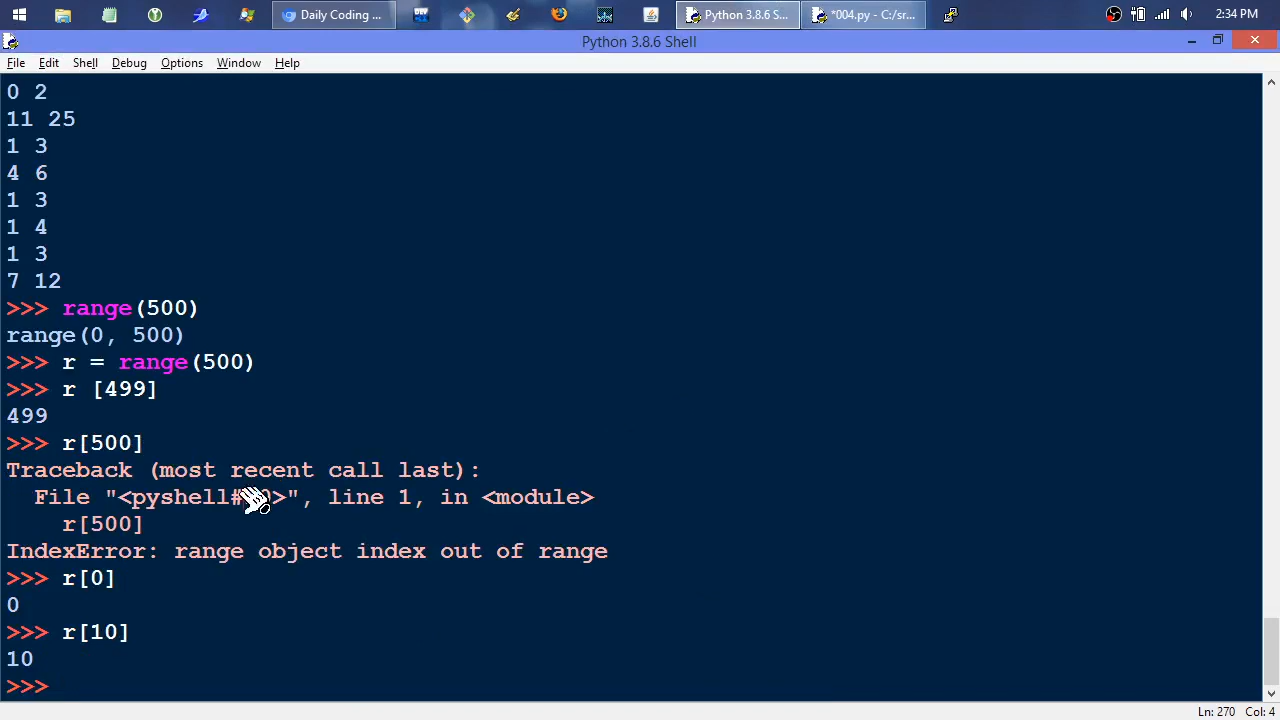 Daily Coding ...
Python 3.8.6 S...
*004.py - C:/sr...
2:34 PM
Python 3.8.6 Shell
File Edit Shell Debug Options Window Help
0 2
11 25
1 3
4 6
1 3
1 4
1 3
7 12
>>> range(500)
range(0, 500)
>>> r = range(500)
>>> r [499]
499
>>> r[500]
Traceback (most recent call last):
File "<pyshell# >", line 1, in <module>
r[500]
IndexError: range object index out of range
>>> r[0]
0
>>> r[10]
10
>>>
Ln: 270 Col: 4